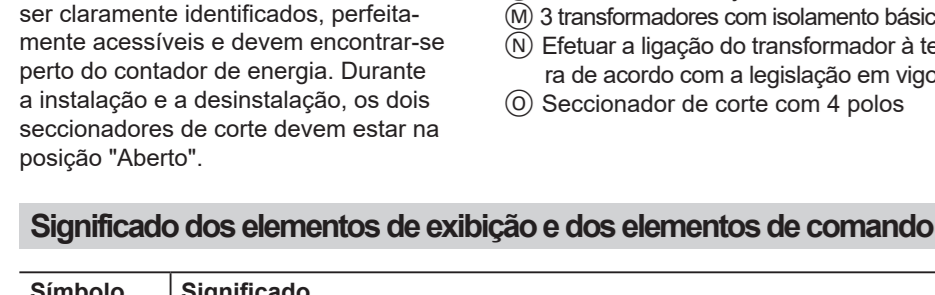 ser claramente identificados, perfeita-
mente acessíveis e devem encontrar-se
perto do contador de energia. Durante
a instalação e a desinstalação, os dois
seccionadores de corte devem estar na
posição "Aberto".
Ⓜ 3 transformadores com isolamento básic
Ⓝ Efetuar a ligação do transformador à te
ra de acordo com a legislação em vigo
Ⓞ Seccionador de corte com 4 polos
Significado dos elementos de exibição e dos elementos de comando
Símbolo Significado